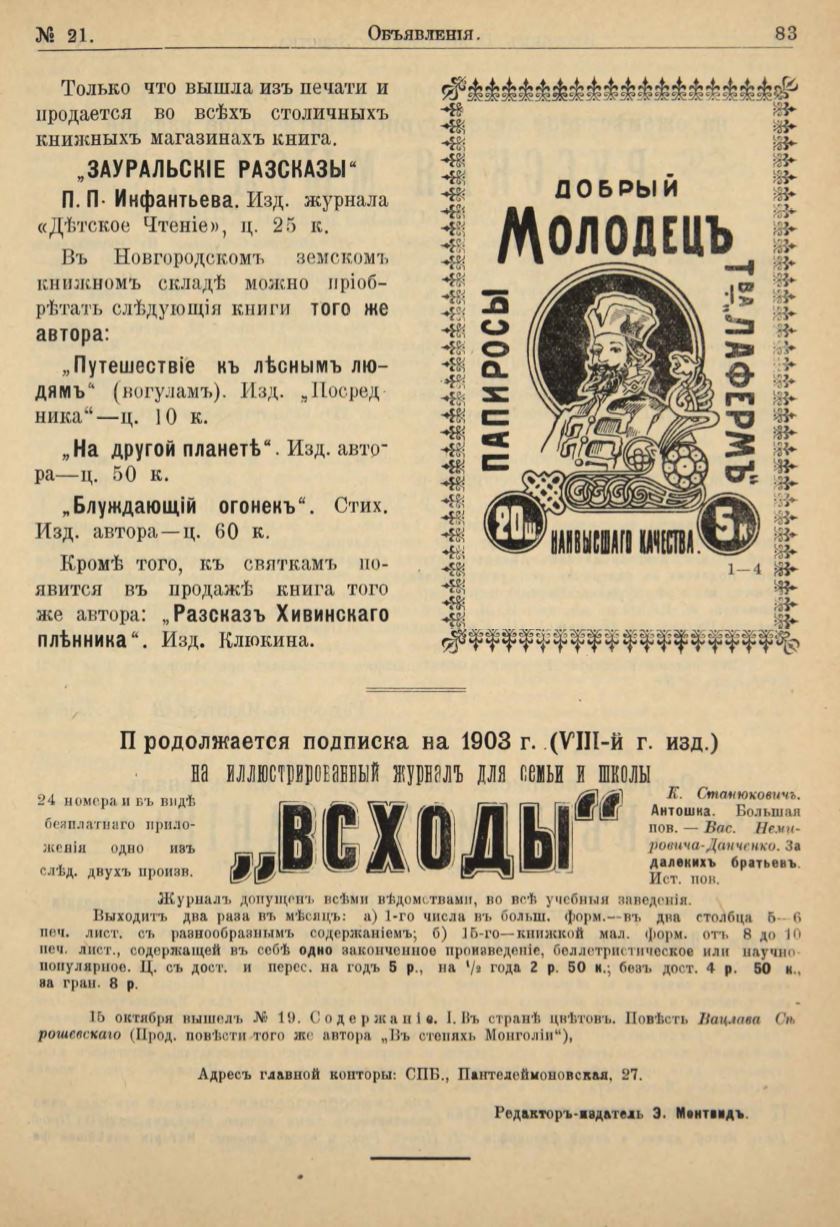 № 21.
Объявленія.
83
Только что вышла изъ печати и
продается во всѣхъ столичныхъ
книжныхъ магазинахъ книга.
„ЗАУРАЛЬСКІЕ РАЗСКАЗЫ“
П. П. Инфантьева. Изд. журнала
«Дѣтское Чтеніе», ц. 25 к.
Въ Новгородскомъ земскомъ
книжномъ складѣ можно пріоб-
рѣтать слѣдующія книги того же
автора:
„Путешествіе къ лѣснымъ лю-
дямъ“ (вогуламъ). Изд. „Посред-
ника“—ц. 10 к.
„На другой планетѣ“. Изд. авто-
ра—ц. 50 к.
„Блуждающій огонекъ“. Стих.
Изд. автора—ц. 60 к.
Кромѣ того, къ святкамъ по-
явится въ продажѣ книга того
же автора: „Разсказъ Хивинскаго
плѣнника“. Изд. Клюкина.
ДОБРЫЙ
МОЛОДЕЦЪ
ПАПИРОСЫ
Т-ва „ЛАФЕРМЪ“
20 ш.
НАИВЫСШАГО КАЧЕСТВА.
5 к
1—4
Продолжается подписка на 1903 г. (VIII-й г. изд.)
на иллюстрированный журналъ для семьи и школы
24 номера и въ видѣ
безплатнаго прило-
женія одно изъ
слѣд. двухъ произв.
„ВСХОДЫ“
К. Станюковичъ.
Антошка. Большая
пов. — Вас. Неми-
ровича-Данченко. За
далекихъ братьевъ.
Ист. пов.
Журналъ допущенъ всѣми вѣдомствами, во всѣ учебныя заведенія.
Выходитъ два раза въ мѣсяцъ: а) 1-го числа въ больш. форм.—въ два столбца 5—6
печ. лист. съ разнообразнымъ содержаніемъ; б) 15-го—книжкой мал. форм. отъ 8 до 10
печ. лист., содержащей въ себѣ одно законченное произведеніе, беллетристическое или научно-
популярное. Ц. съ дост. и перес. на годъ 5 р., на ½ года 2 р. 50 к.; безъ дост. 4 р. 50 к.,
за гран. 8 р.
15 октября вышелъ № 19. Содержаніе. I. Въ странѣ цвѣтовъ. Повѣсть Вацлава Сѣ-
рошевскаго (Прод. повѣсти того же автора „Въ степяхъ Монголіи“),
Адресъ главной конторы: СПБ., Пантелеймоновская, 27.
Редакторъ-издатель Э. Монтвидъ.